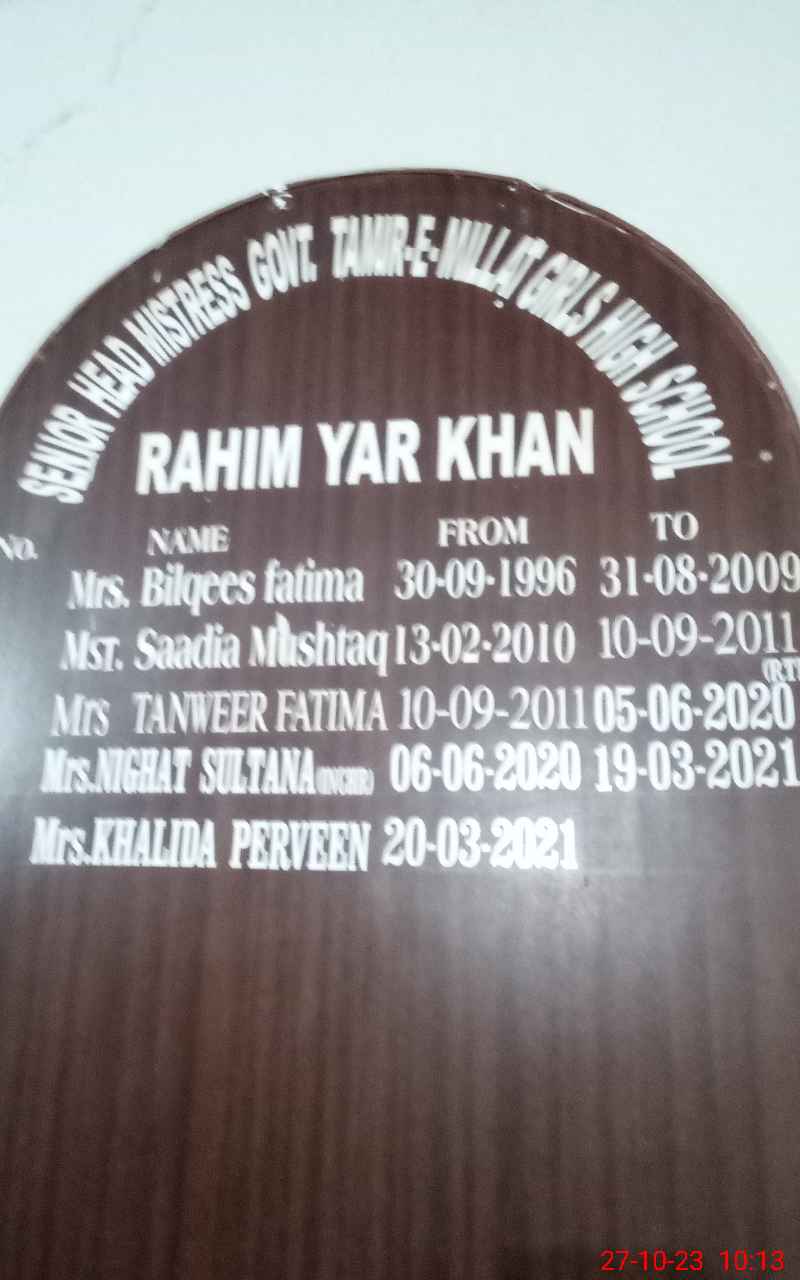 SENIOR HEAD MISTRESS GOVT. TAMIR-E-MILLAT GIRLS HIGH SCHOOL
RAHIM YAR KHAN
No. NAME FROM TO
Mrs. Bilqees fatima 30-09-1996 31-08-2009
Mst. Saadia Mushtaq 13-02-2010 10-09-2011
Mrs TANWEER FATIMA 10-09-2011 05-06-2020
Mrs.NIGHAT SULTANA 06-06-2020 19-03-2021
Mrs.KHALIDA PERVEEN 20-03-2021
27-10-23 10:13